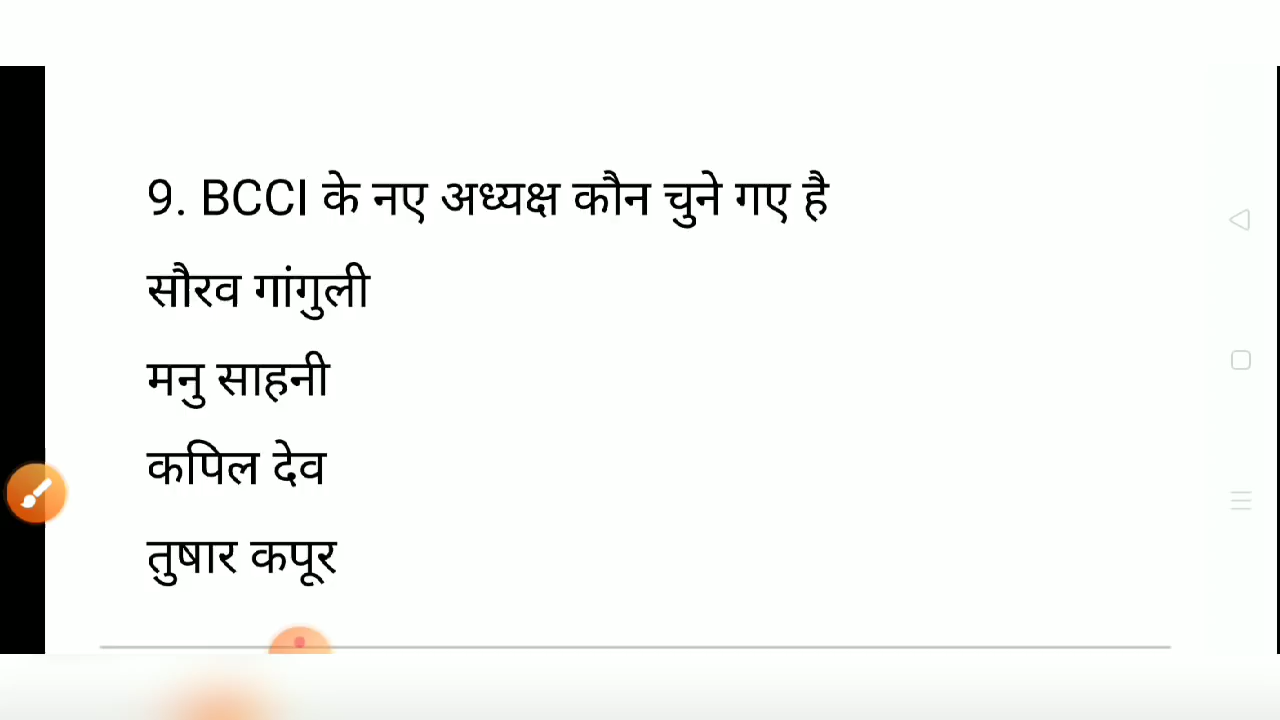 9. BCCI के नए अध्यक्ष कौन चुने गए है
सौरव गांगुली
मनु साहनी
कपिल देव
तुषार कपूर